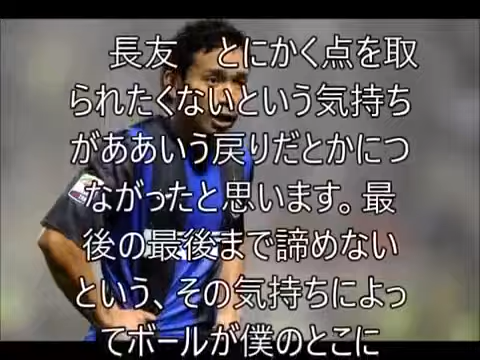 長友　とにかく点を取
られたくないという気持ち
がああいう戻りだとかにつ
ながったと思います。最
後の最後まで諦めない
という、その気持ちによっ
てボールが僕のとこに